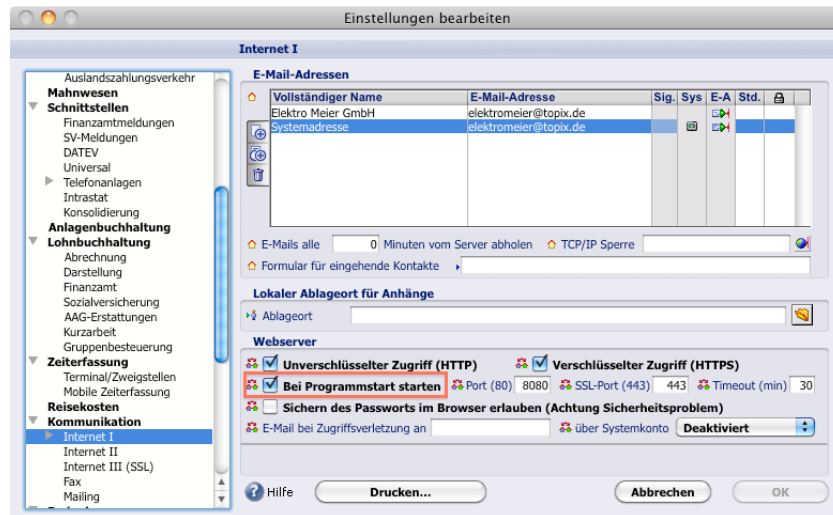 Einstellungen bearbeiten
Internet I
Auslandszahlungsverkehr
Mahnwesen
Schnittstellen
Finanzamtmeldungen
SV-Meldungen
DATEV
Universal
Telefonanlagen
Intrastat
Konsolidierung
Anlagenbuchhaltung
Lohnbuchhaltung
Abrechnung
Darstellung
Finanzamt
Sozialversicherung
AAG-Erstattungen
Kurzarbeit
Gruppenbesteuerung
Zeiterfassung
Terminal/Zweigstellen
Mobile Zeiterfassung
Reisekosten
Kommunikation
Internet I
Internet II
Internet III (SSL)
Fax
Mailing
E-Mail-Adressen
Vollständiger Name E-Mail-Adresse Sig. Sys E-A Std.
Elektro Meier GmbH elektromeier@topix.de
Systemadresse elektromeier@topix.de
E-Mails alle 0 Minuten vom Server abholen TCP/IP Sperre
Formular für eingehende Kontakte
Lokaler Ablageort für Anhänge
Ablageort
Webserver
Unverschlüsselter Zugriff (HTTP) Verschlüsselter Zugriff (HTTPS)
Bei Programmstart starten Port (80) 8080 SSL-Port (443) 443 Timeout (min) 30
Sichern des Passworts im Browser erlauben (Achtung Sicherheitsproblem)
E-Mail bei Zugriffsverletzung an über Systemkonto Deaktiviert
Hilfe Drucken... Abbrechen OK